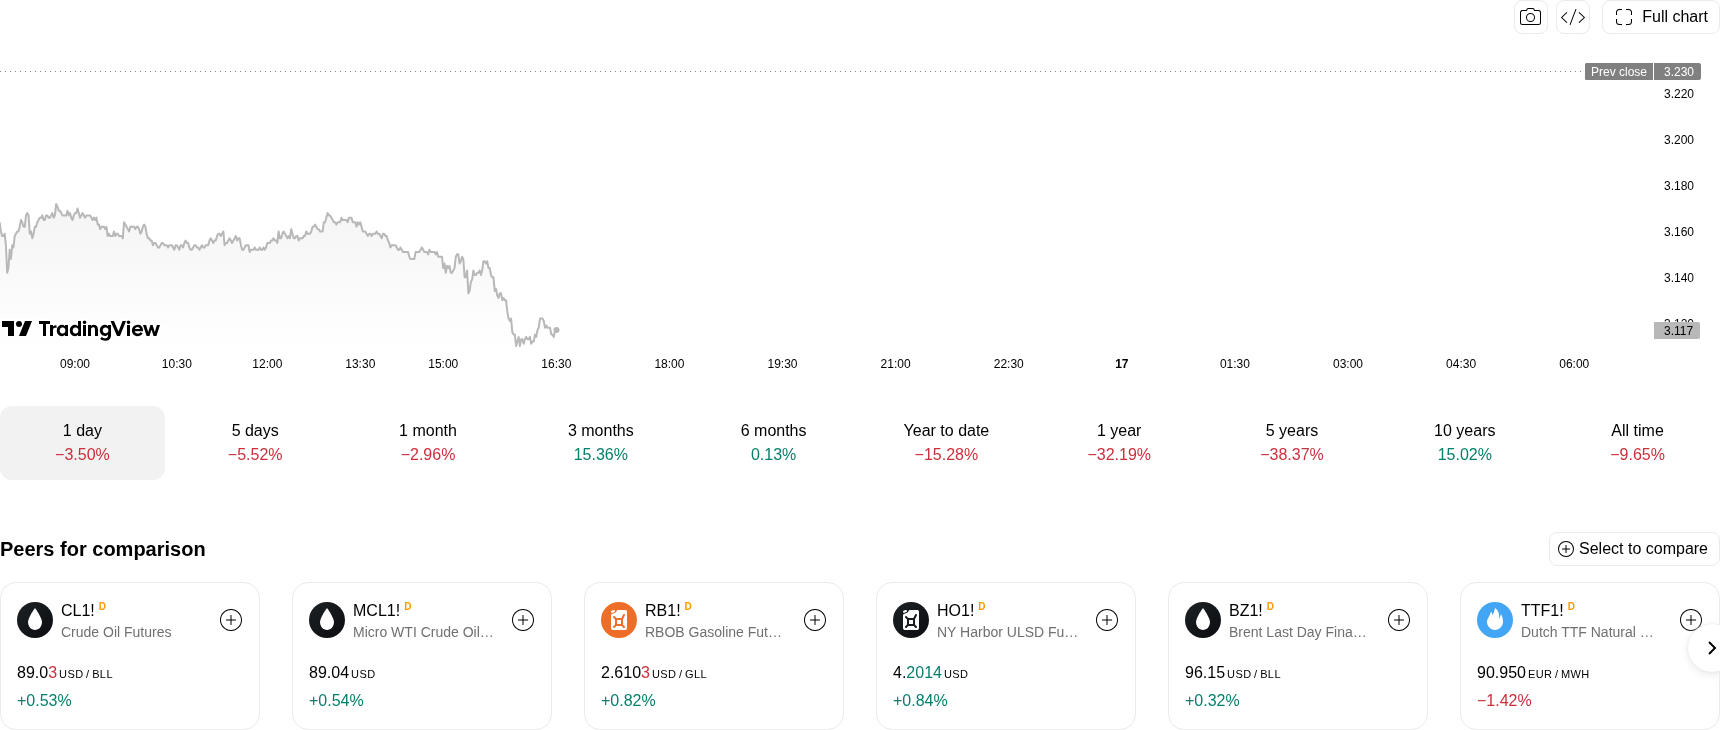 Full chart
Prev close 3.230
3.220
3.200
3.180
3.160
3.140
3.117
TradingView
09:00 10:30 12:00 13:30 15:00 16:30 18:00 19:30 21:00 22:30 17 01:30 03:00 04:30 06:00
1 day 5 days 1 month 3 months 6 months Year to date 1 year 5 years 10 years All time
−3.50% −5.52% −2.96% 15.36% 0.13% −15.28% −32.19% −38.37% 15.02% −9.65%
Peers for comparison
Select to compare
CL1! D
Crude Oil Futures
89.03 USD / BLL
+0.53%
MCL1! D
Micro WTI Crude Oil…
89.04 USD
+0.54%
RB1! D
RBOB Gasoline Fut…
2.6103 USD / GLL
+0.82%
HO1! D
NY Harbor ULSD Fu…
4.2014 USD
+0.84%
BZ1! D
Brent Last Day Fina…
96.15 USD / BLL
+0.32%
TTF1! D
Dutch TTF Natural …
90.950 EUR / MWH
−1.42%